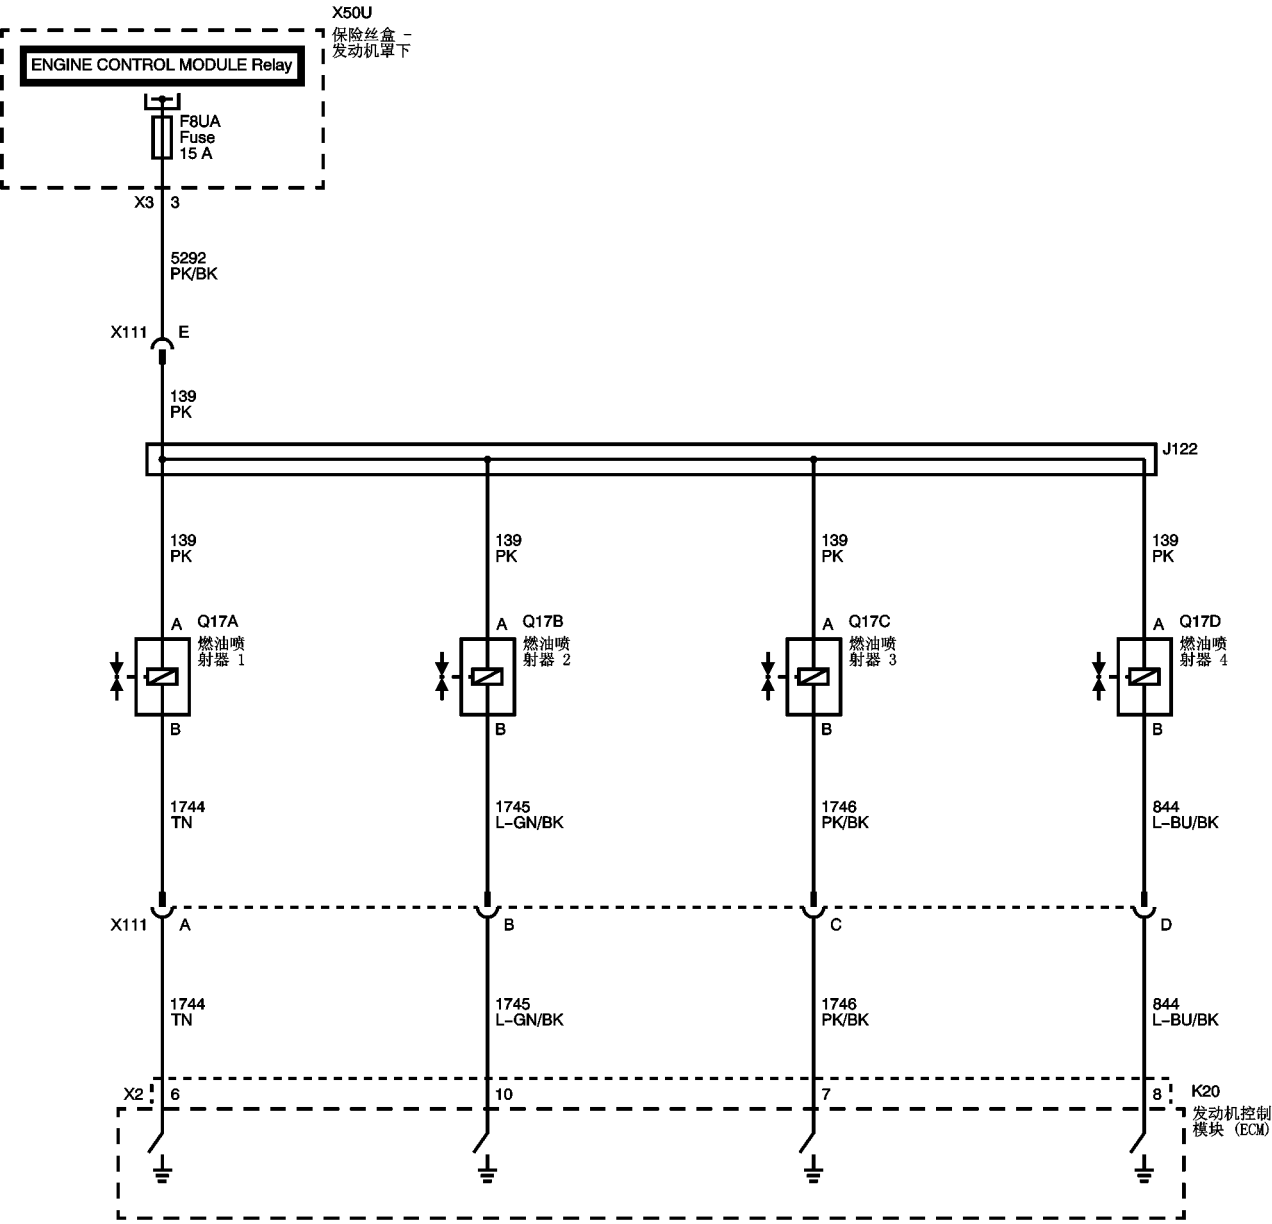 X50U
保险丝盒 -
发动机罩下
ENGINE CONTROL MODULE Relay
F8UA
Fuse
15 A
X3 3
5292
PK/BK
X111 E
139
PK
J122
139
PK
139
PK
139
PK
139
PK
A Q17A
燃油喷
射器 1
B
A Q17B
燃油喷
射器 2
B
A Q17C
燃油喷
射器 3
B
A Q17D
燃油喷
射器 4
B
1744
TN
1745
L-GN/BK
1746
PK/BK
844
L-BU/BK
X111 A B C D
1744
TN
1745
L-GN/BK
1746
PK/BK
844
L-BU/BK
X2 6 10 7 8
K20
发动机控制
模块 (ECM)